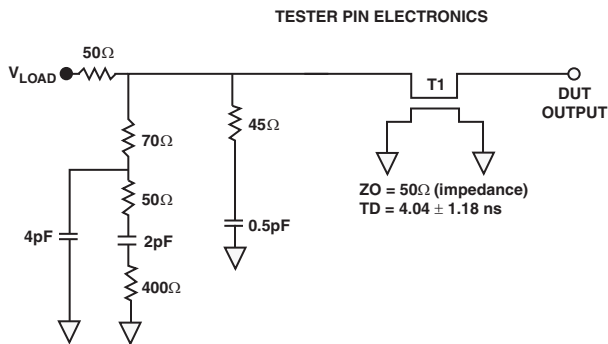 TESTER PIN ELECTRONICS
50Ω
VLOAD
T1
DUT
OUTPUT
70Ω
45Ω
50Ω
4pF
2pF
0.5pF
400Ω
ZO = 50Ω (impedance)
TD = 4.04 ± 1.18 ns